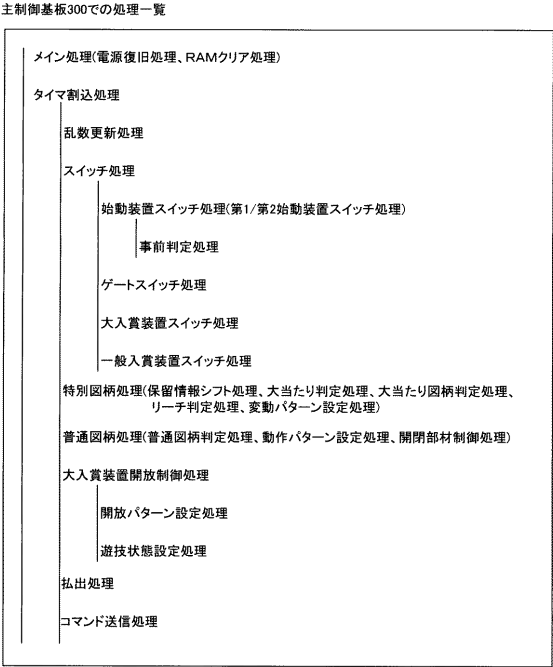 主制御基板300での処理一覧
メイン処理(電源復旧処理、RAMクリア処理)
タイマ割込処理
乱数更新処理
スイッチ処理
始動装置スイッチ処理(第1/第2始動装置スイッチ処理)
事前判定処理
ゲートスイッチ処理
大入賞装置スイッチ処理
一般入賞装置スイッチ処理
特別図柄処理(保留情報シフト処理、大当たり判定処理、大当たり図柄判定処理、
リーチ判定処理、変動パターン設定処理)
普通図柄処理(普通図柄判定処理、動作パターン設定処理、開閉部材制御処理)
大入賞装置開放制御処理
開放パターン設定処理
遊技状態設定処理
払出処理
コマンド送信処理